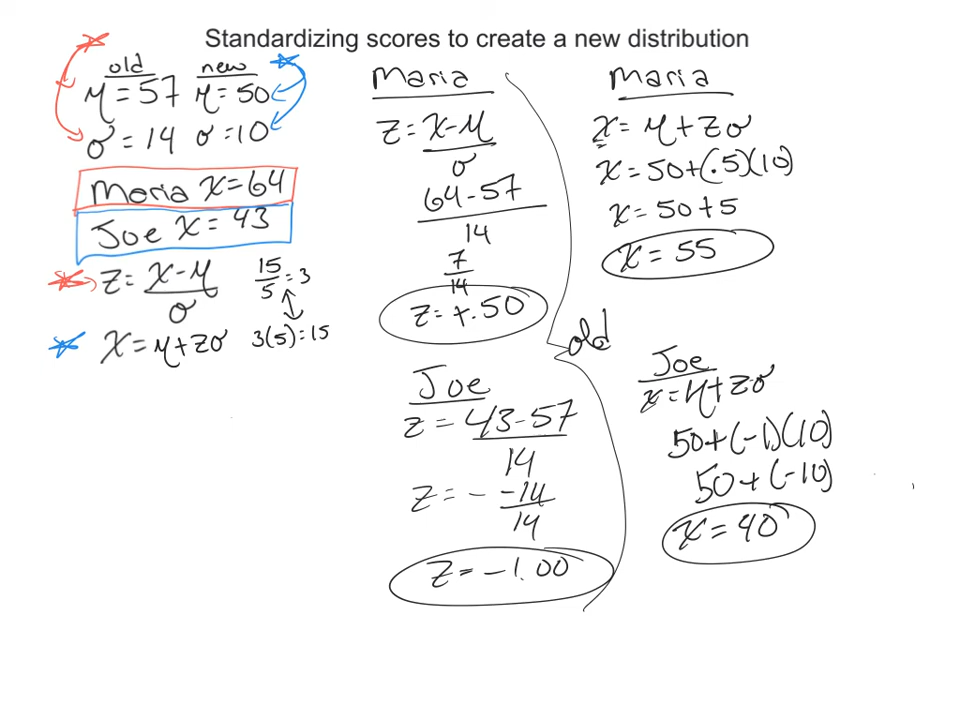 Standardizing scores to create a new distribution
old new
μ = 57 μ = 50
σ = 14 σ = 10
Maria x = 64
Joe x = 43
z = x - μ / σ
15/5 = 3
x = μ + zσ 3(5) = 15
Maria
z = x - μ / σ
64 - 57 / 14
7/14
z = +.50
Joe
z = 43 - 57 / 14
z = - -14 / 14
z = -1.00
old
Maria
x = μ + zσ
x = 50 + (.5)(10)
x = 50 + 5
x = 55
Joe
x = μ + zσ
50 + (-1)(10)
50 + (-10)
x = 40